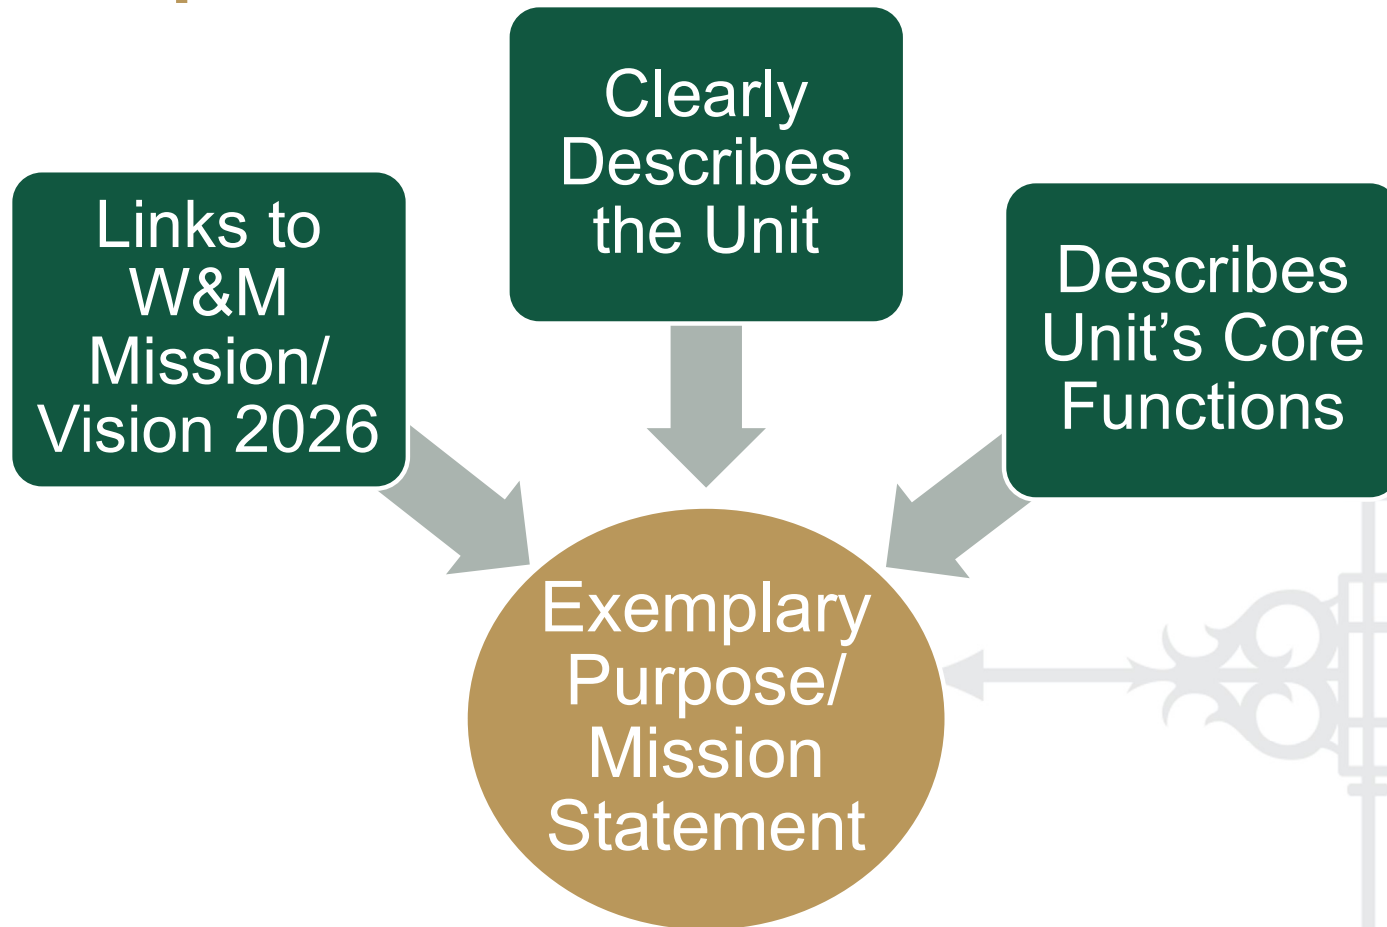 Clearly
Describes
the Unit
Links to
W&M
Mission/
Vision 2026
Describes
Unit’s Core
Functions
Exemplary
Purpose/
Mission
Statement